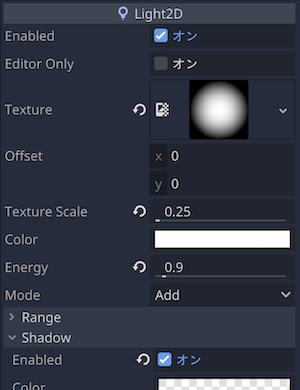 Light2D
Enabled オン
Editor Only オン
Texture
Offset x 0
y 0
Texture Scale 0.25
Color
Energy 0.9
Mode Add
Range
Shadow
Enabled オン
Color